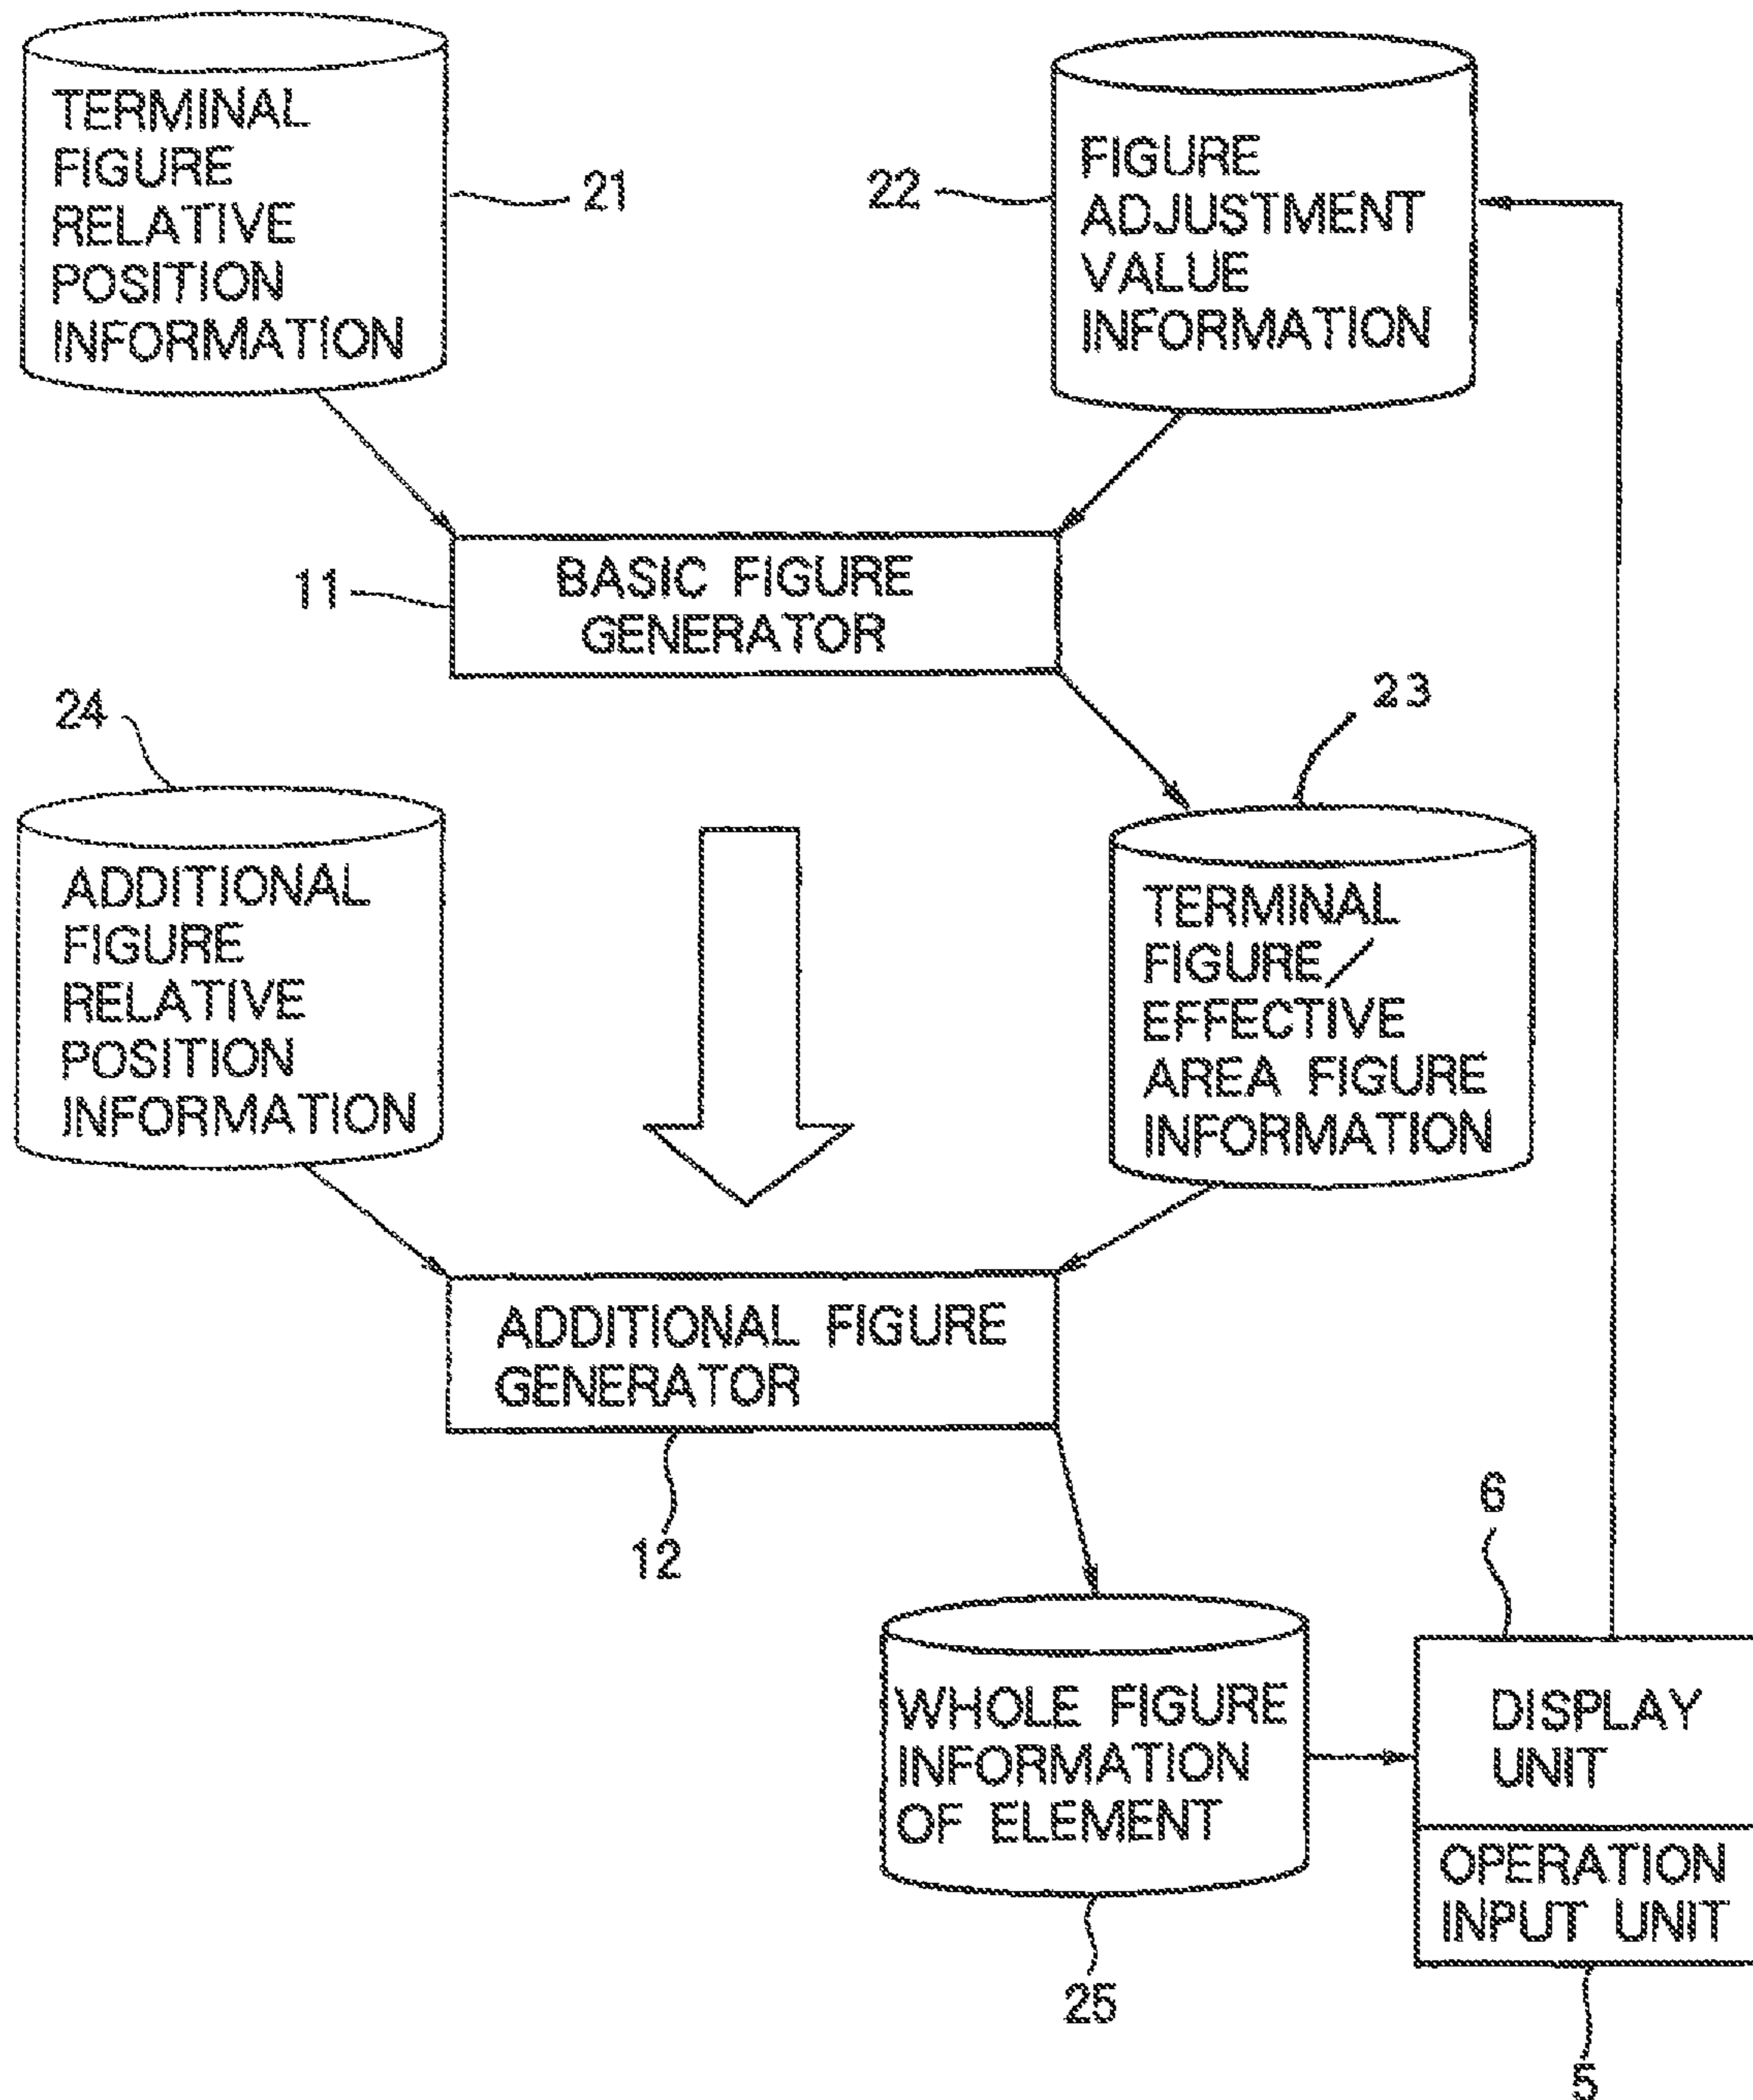 TERMINAL
FIGURE
RELATIVE
POSITION
INFORMATION
21
22
FIGURE
ADJUSTMENT
VALUE
INFORMATION
11
BASIC FIGURE
GENERATOR
24
23
ADDITIONAL
FIGURE
RELATIVE
POSITION
INFORMATION
TERMINAL
FIGURE/
EFFECTIVE
AREA FIGURE
INFORMATION
ADDITIONAL FIGURE
GENERATOR
12
6
WHOLE FIGURE
INFORMATION
OF ELEMENT
25
DISPLAY
UNIT
OPERATION
INPUT UNIT
5